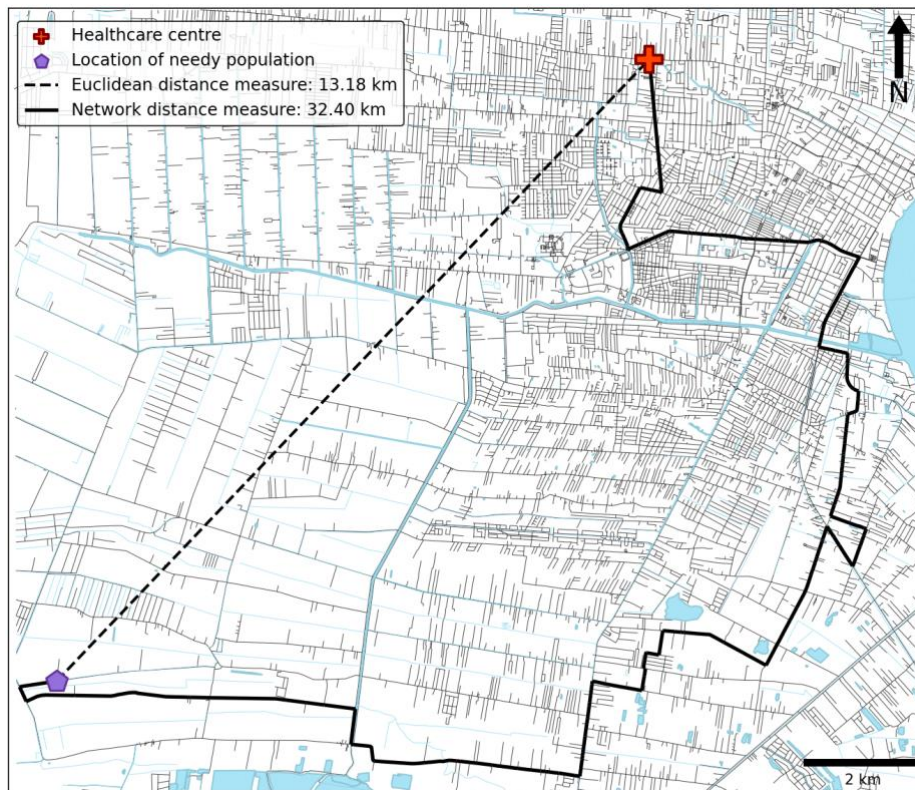 Healthcare centre
Location of needy population
Euclidean distance measure: 13.18 km
Network distance measure: 32.40 km
N
2 km